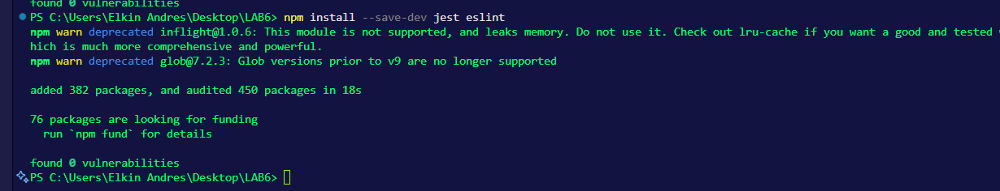 found 0 vulnerabilities
PS C:\Users\Elkin Andres\Desktop\LAB6> npm install --save-dev jest eslint
npm warn deprecated inflight@1.0.6: This module is not supported, and leaks memory. Do not use it. Check out lru-cache if you want a good and tested
hich is much more comprehensive and powerful.
npm warn deprecated glob@7.2.3: Glob versions prior to v9 are no longer supported
added 382 packages, and audited 450 packages in 18s
76 packages are looking for funding
run `npm fund` for details
found 0 vulnerabilities
PS C:\Users\Elkin Andres\Desktop\LAB6>